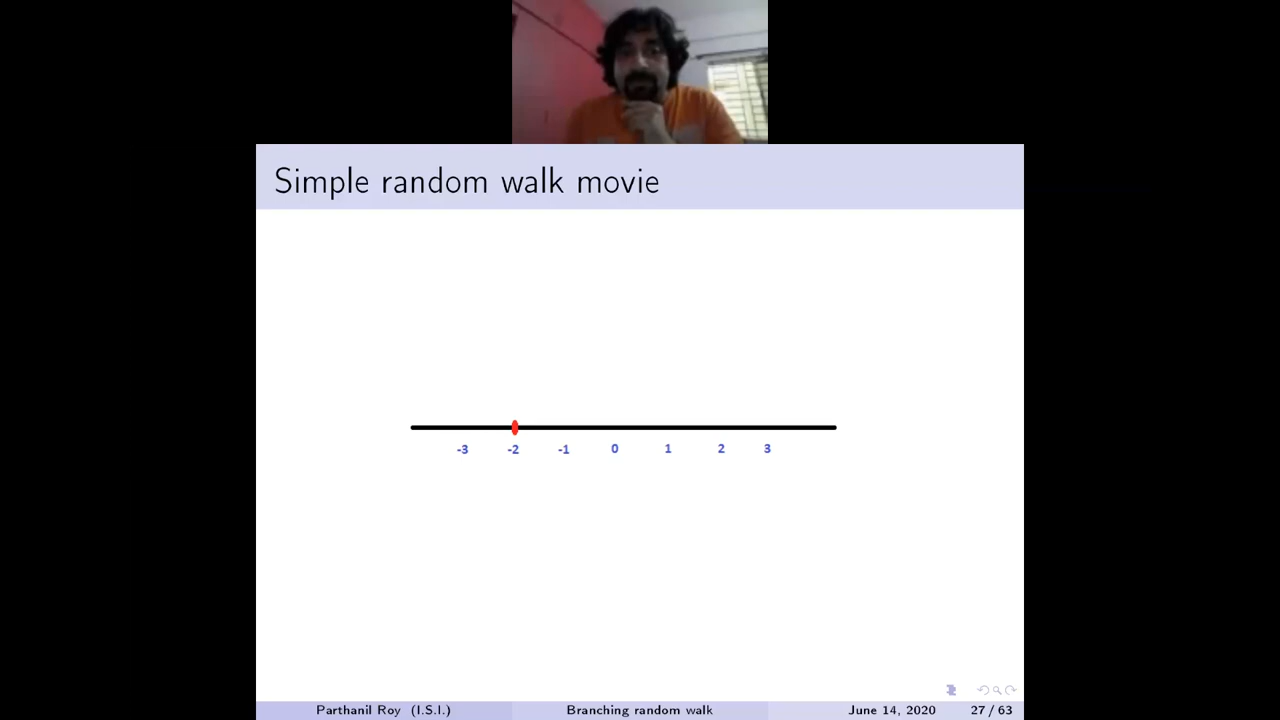 Simple random walk movie
-3 -2 -1 0 1 2 3
Parthanil Roy (I.S.I.) Branching random walk June 14, 2020 27 / 63